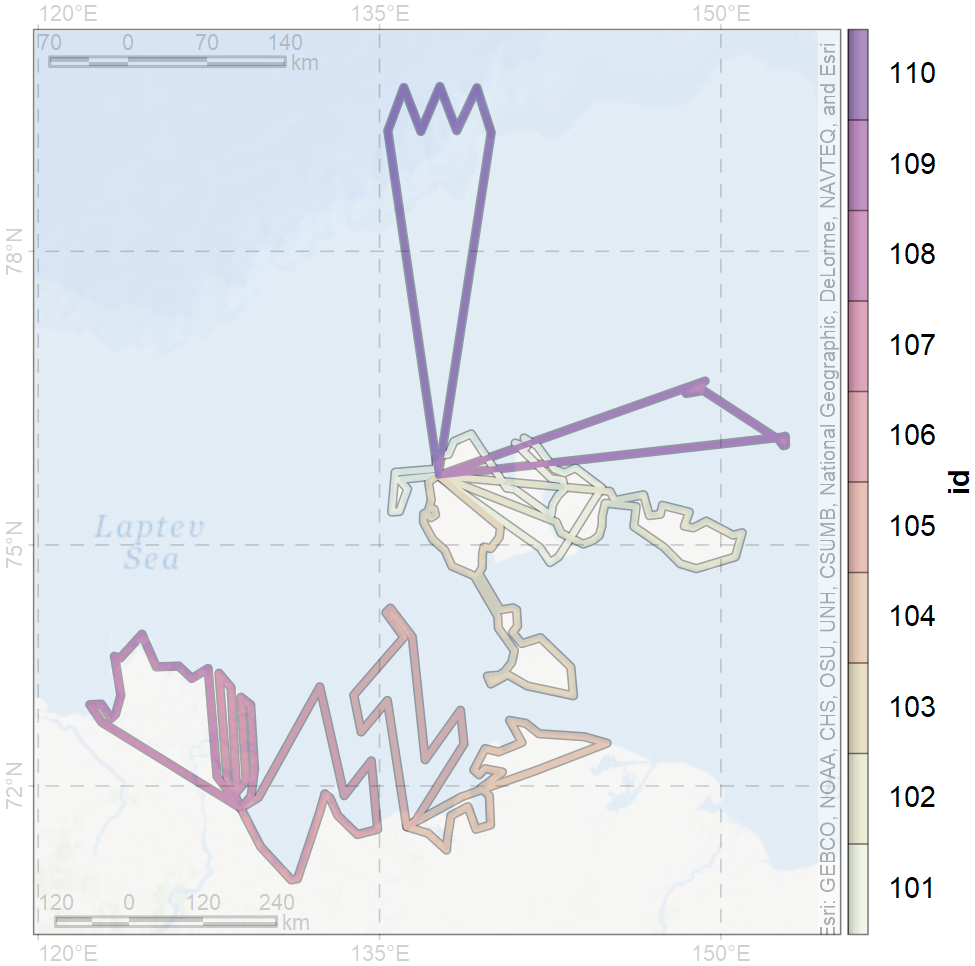 120°E 135°E 150°E
70 0 70 140 km
78°N
75°N
72°N
Laptev
Sea
120 0 120 240 km
120°E 135°E 150°E
Esri: GEBCO, NOAA, CHS, OSU, UNH, CSUMB, National Geographic, DeLorme, NAVTEQ, and Esri
110
109
108
107
106
105
104
103
102
101
id